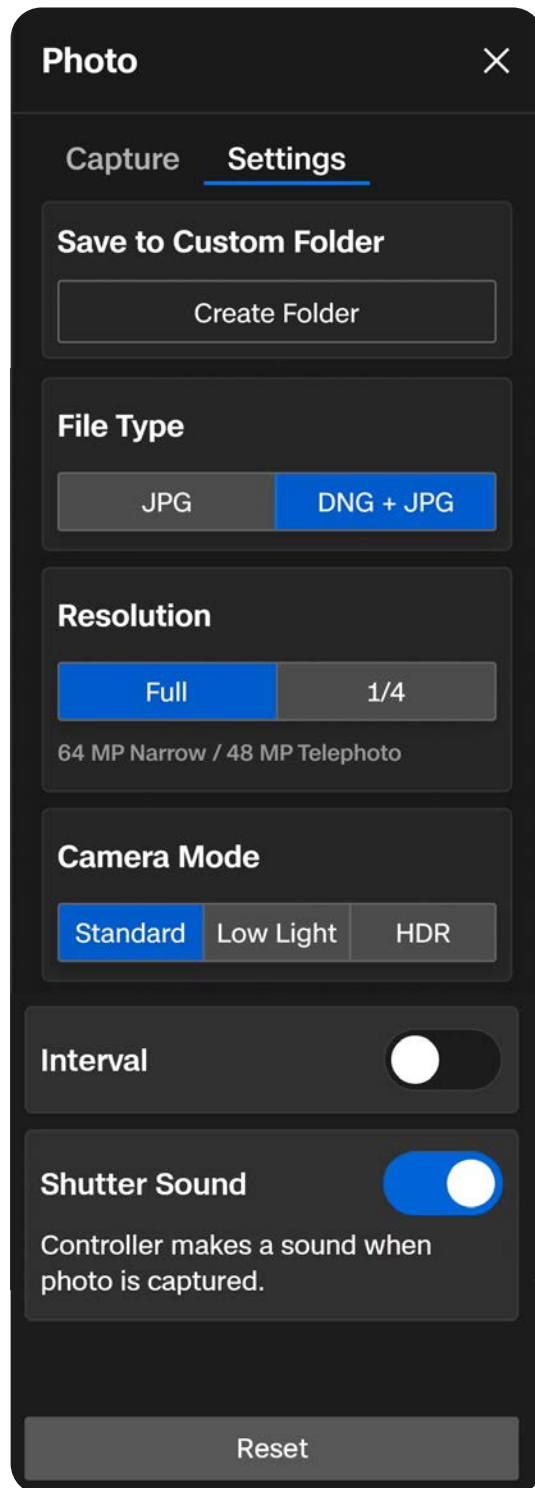 Photo
Capture Settings
Save to Custom Folder
Create Folder
File Type
JPG DNG + JPG
Resolution
Full 1/4
64 MP Narrow / 48 MP Telephoto
Camera Mode
Standard Low Light HDR
Interval
Shutter Sound
Controller makes a sound when
photo is captured.
Reset